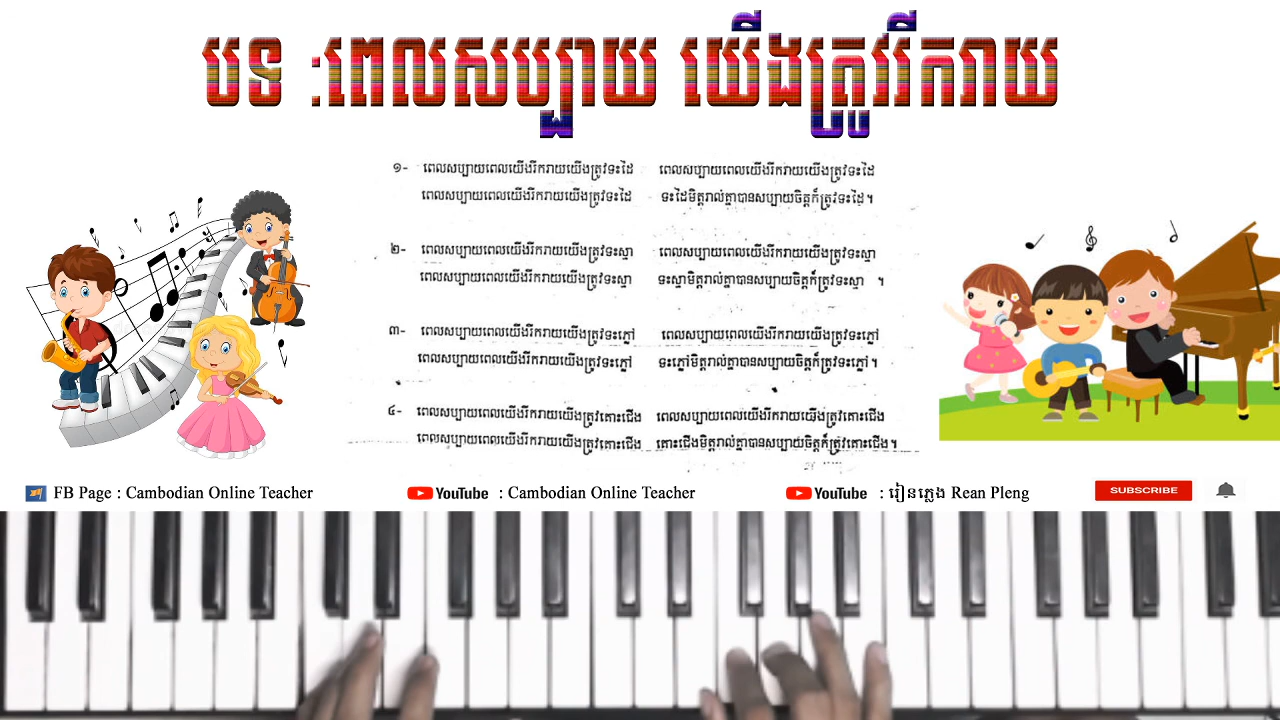 បទ :ពេលសប្បាយ យើងត្រូវរីករាយ
១- ពេលសប្បាយពេលយើងរីករាយយើងត្រូវទះដៃ ពេលសប្បាយពេលយើងរីករាយយើងត្រូវទះដៃ
ពេលសប្បាយពេលយើងរីករាយយើងត្រូវទះដៃ ទះដៃមិត្តរាល់គ្នាបានសប្បាយចិត្តក៏ត្រូវទះដៃ។
២- ពេលសប្បាយពេលយើងរីករាយយើងត្រូវទះស្មា ពេលសប្បាយពេលយើងរីករាយយើងត្រូវទះស្មា
ពេលសប្បាយពេលយើងរីករាយយើងត្រូវទះស្មា ទះស្មាមិត្តរាល់គ្នាបានសប្បាយចិត្តក៏ត្រូវទះស្មា ។
៣- ពេលសប្បាយពេលយើងរីករាយយើងត្រូវទះភ្លៅ ពេលសប្បាយពេលយើងរីករាយយើងត្រូវទះភ្លៅ
ពេលសប្បាយពេលយើងរីករាយយើងត្រូវទះភ្លៅ ទះភ្លៅមិត្តរាល់គ្នាបានសប្បាយចិត្តក៏ត្រូវទះភ្លៅ។
៤- ពេលសប្បាយពេលយើងរីករាយយើងត្រូវគោះជើង ពេលសប្បាយពេលយើងរីករាយយើងត្រូវគោះជើង
ពេលសប្បាយពេលយើងរីករាយយើងត្រូវគោះជើង គោះជើងមិត្តរាល់គ្នាបានសប្បាយចិត្តក៏ត្រូវគោះជើង។
FB Page : Cambodian Online Teacher YouTube : Cambodian Online Teacher YouTube : រៀនភ្លេង Rean Pleng SUBSCRIBE